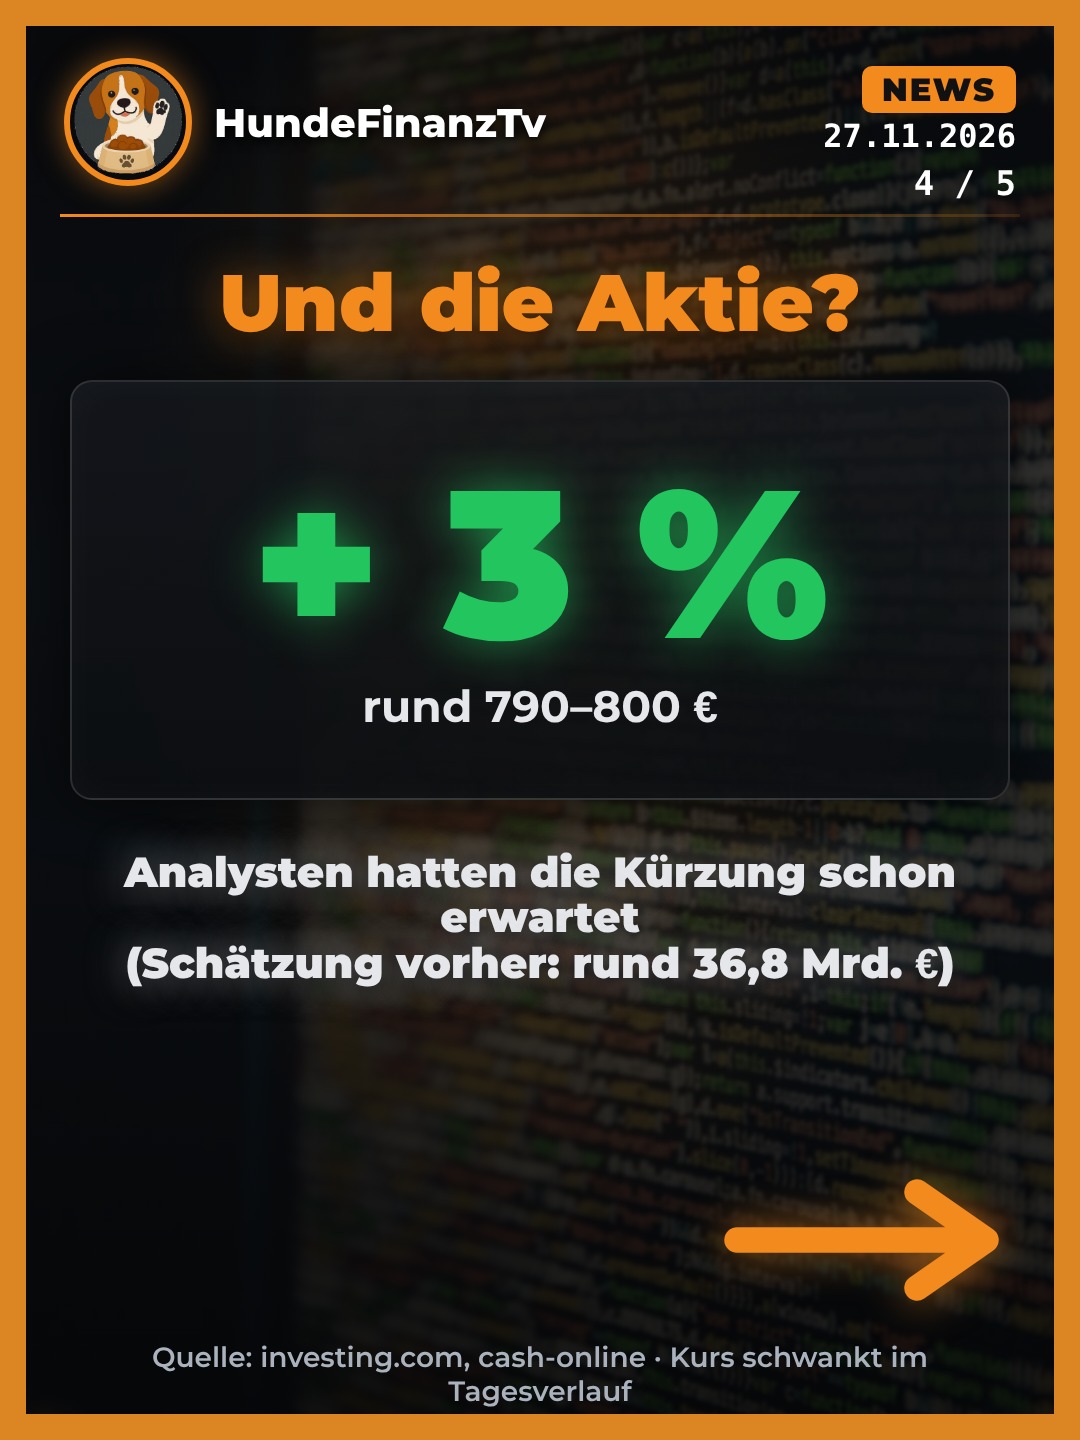 HundeFinanzTv
NEWS
27.11.2026
4 / 5
Und die Aktie?
+ 3 %
rund 790–800 €
Analysten hatten die Kürzung schon
erwartet
(Schätzung vorher: rund 36,8 Mrd. €)
Quelle: investing.com, cash-online · Kurs schwankt im
Tagesverlauf